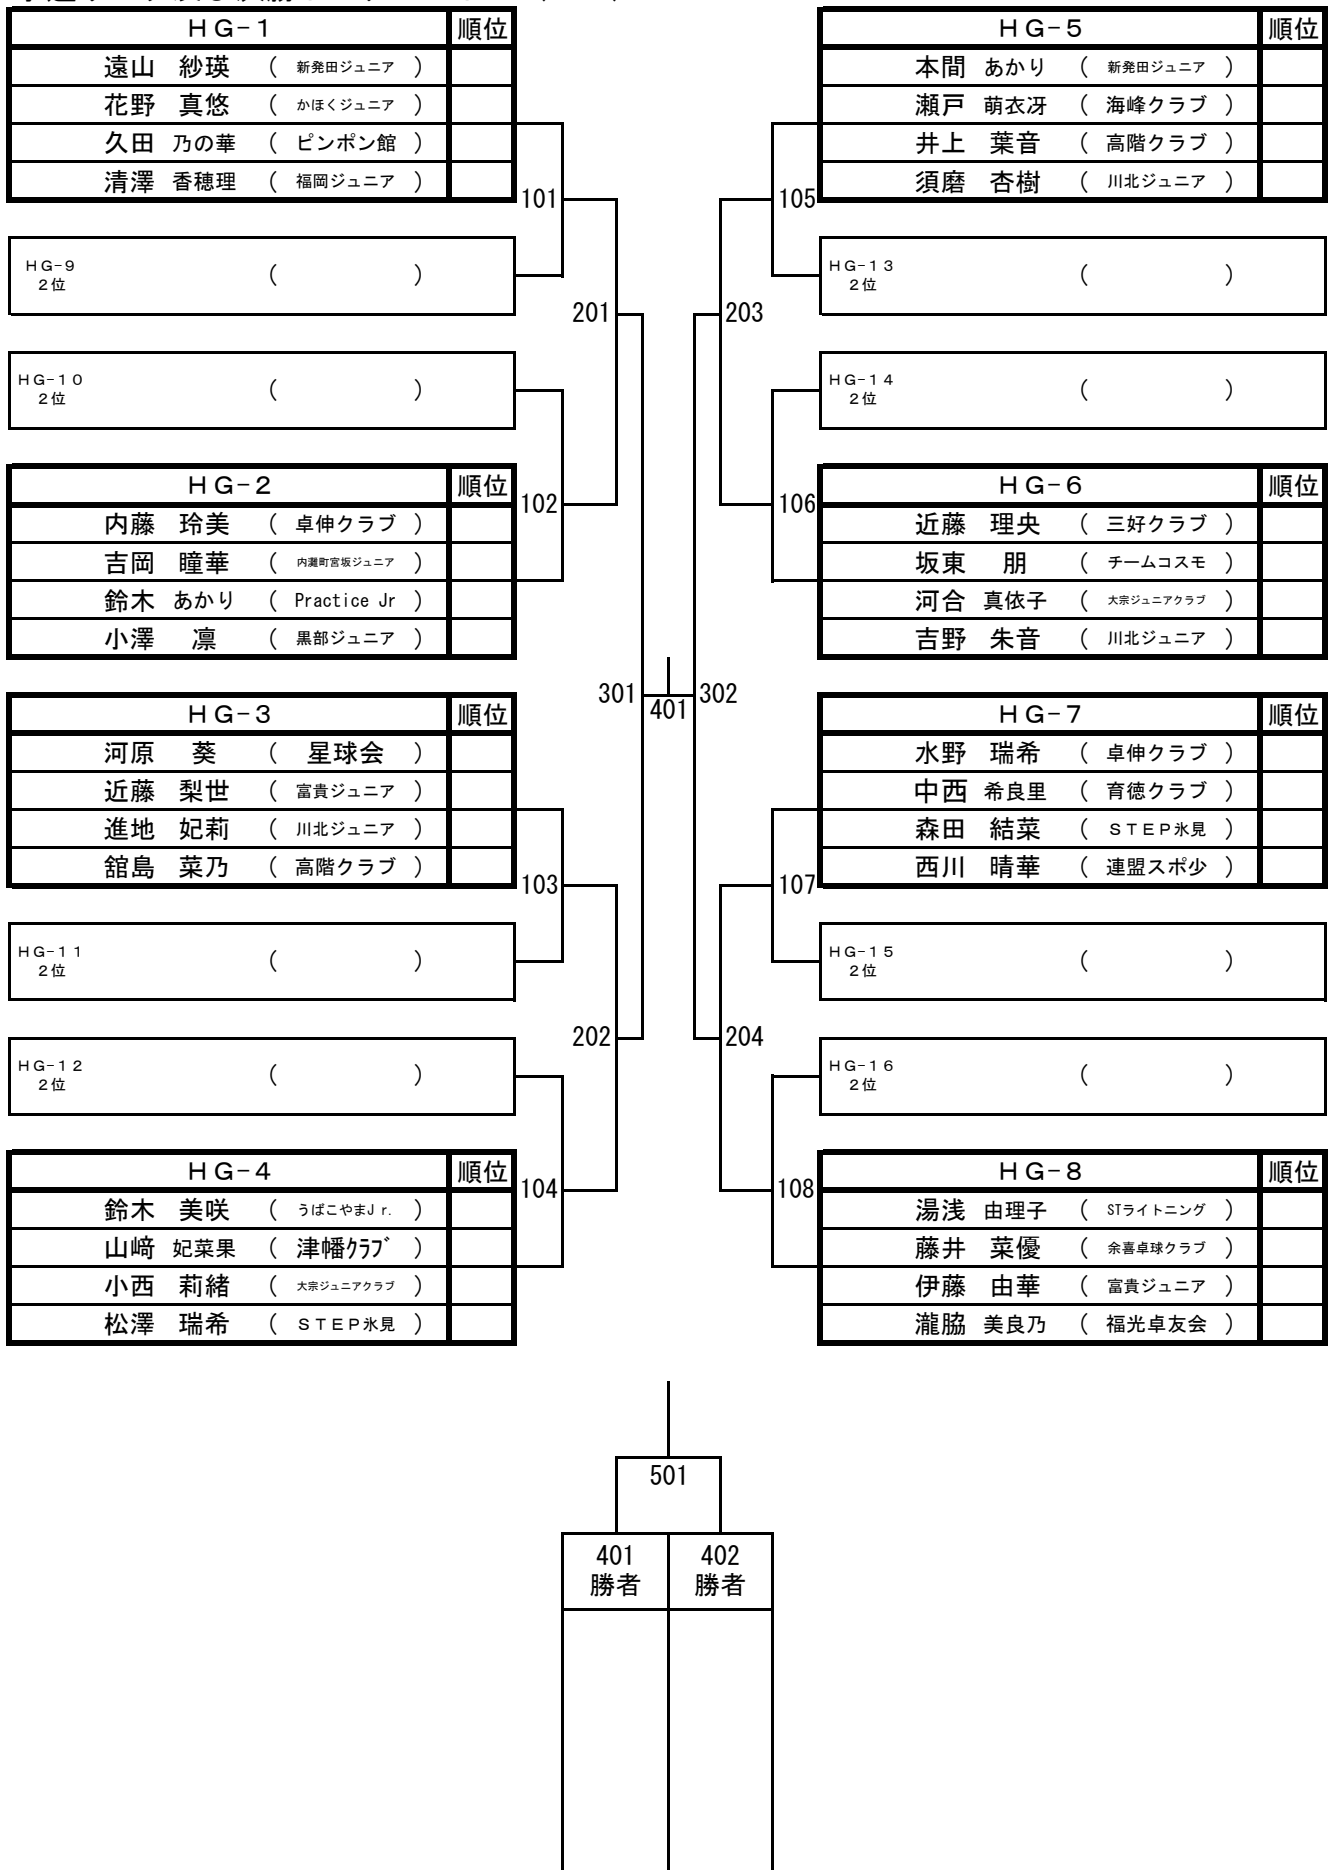 HG-1 順位
遠山 紗瑛 ( 新発田ジュニア )
花野 真悠 ( かほくジュニア )
久田 乃の華 ( ピンポン館 )
清澤 香穂理 ( 福岡ジュニア )
101
HG-9
2位 ( )
201
HG-10
2位 ( )
HG-2 順位
102
内藤 玲美 ( 卓伸クラブ )
吉岡 瞳華 ( 内灘町宮坂ジュニア )
鈴木 あかり ( Practice Jr )
小澤 凛 ( 黒部ジュニア )
301
401
302
HG-3 順位
河原 葵 ( 星球会 )
近藤 梨世 ( 富貴ジュニア )
進地 妃莉 ( 川北ジュニア )
舘島 菜乃 ( 高階クラブ )
103
HG-11
2位 ( )
202
HG-12
2位 ( )
HG-4 順位
104
鈴木 美咲 ( うばこやまJr. )
山﨑 妃菜果 ( 津幡ｸﾗﾌﾞ )
小西 莉緒 ( 大宗ジュニアクラブ )
松澤 瑞希 ( STEP氷見 )
HG-5 順位
本間 あかり ( 新発田ジュニア )
瀬戸 萌衣冴 ( 海峰クラブ )
井上 葉音 ( 高階クラブ )
須磨 杏樹 ( 川北ジュニア )
105
HG-13
2位 ( )
203
HG-14
2位 ( )
HG-6 順位
106
近藤 理央 ( 三好クラブ )
坂東 朋 ( チームコスモ )
河合 真依子 ( 大宗ジュニアクラブ )
吉野 朱音 ( 川北ジュニア )
HG-7 順位
水野 瑞希 ( 卓伸クラブ )
中西 希良里 ( 育徳クラブ )
森田 結菜 ( STEP氷見 )
西川 晴華 ( 連盟スポ少 )
107
HG-15
2位 ( )
204
HG-16
2位 ( )
HG-8 順位
108
湯浅 由理子 ( STライトニング )
藤井 菜優 ( 余喜卓球クラブ )
伊藤 由華 ( 富貴ジュニア )
瀧脇 美良乃 ( 福光卓友会 )
501
401 402
勝者 勝者